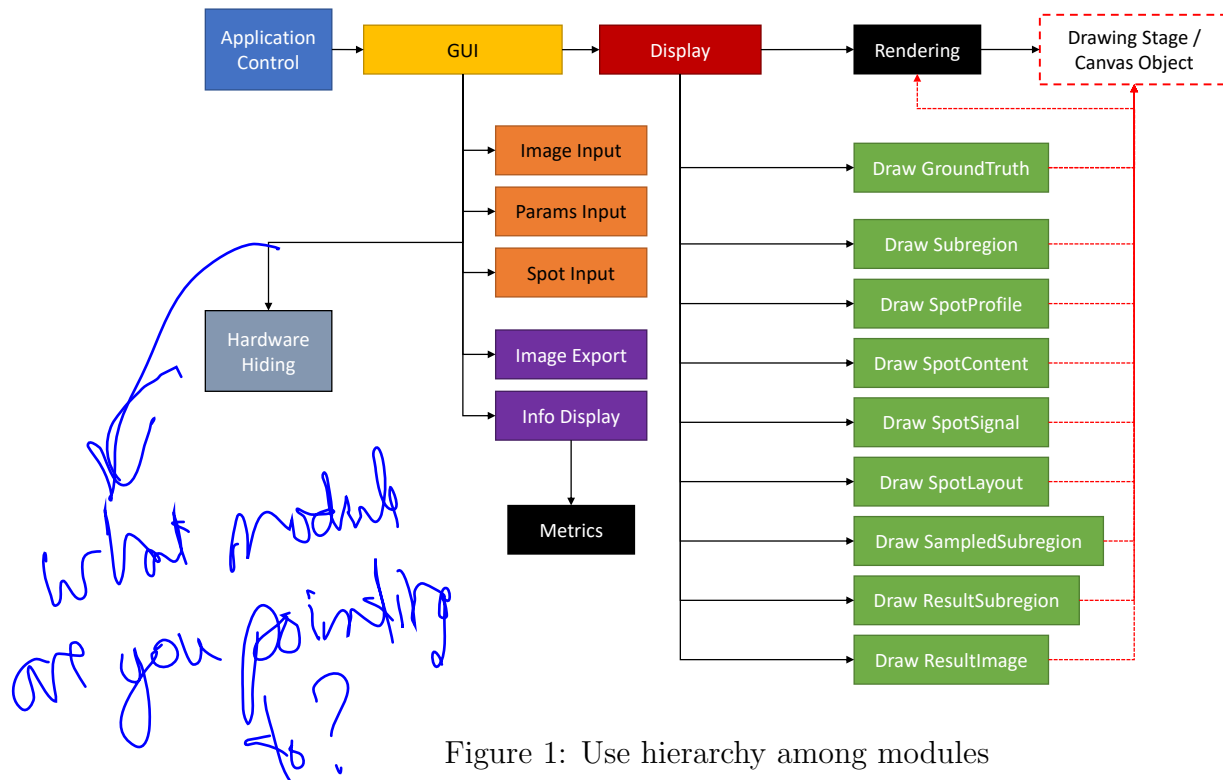 Application
Control
GUI
Display
Rendering
Drawing Stage /
Canvas Object
Image Input
Params Input
Spot Input
Hardware
Hiding
Image Export
Info Display
Metrics
Draw GroundTruth
Draw Subregion
Draw SpotProfile
Draw SpotContent
Draw SpotSignal
Draw SpotLayout
Draw SampledSubregion
Draw ResultSubregion
Draw ResultImage
what module
are you pointing
to?
Figure 1: Use hierarchy among modules